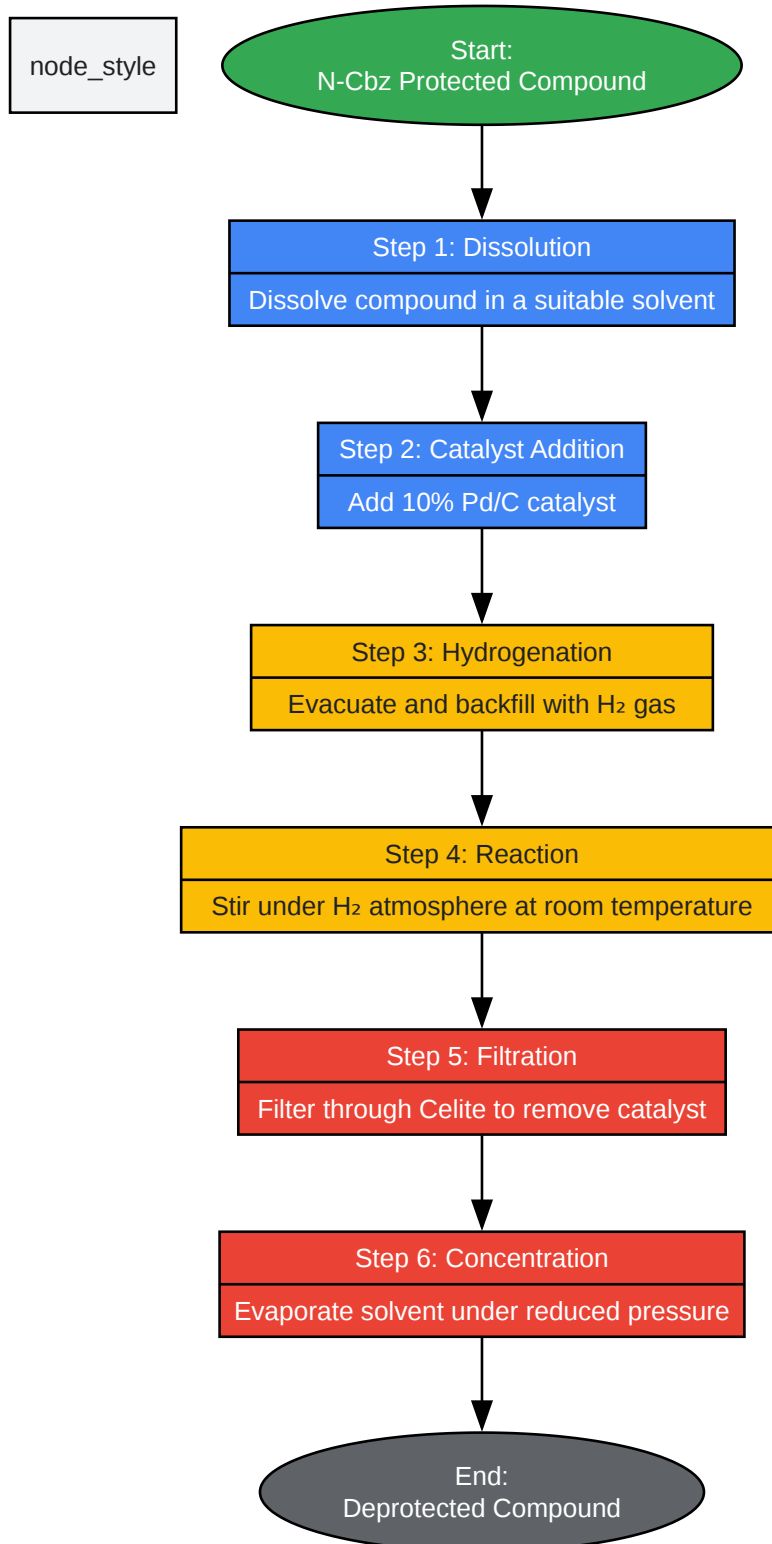 node_style
Start:
N-Cbz Protected Compound
Step 1: Dissolution
Dissolve compound in a suitable solvent
Step 2: Catalyst Addition
Add 10% Pd/C catalyst
Step 3: Hydrogenation
Evacuate and backfill with H₂ gas
Step 4: Reaction
Stir under H₂ atmosphere at room temperature
Step 5: Filtration
Filter through Celite to remove catalyst
Step 6: Concentration
Evaporate solvent under reduced pressure
End:
Deprotected Compound